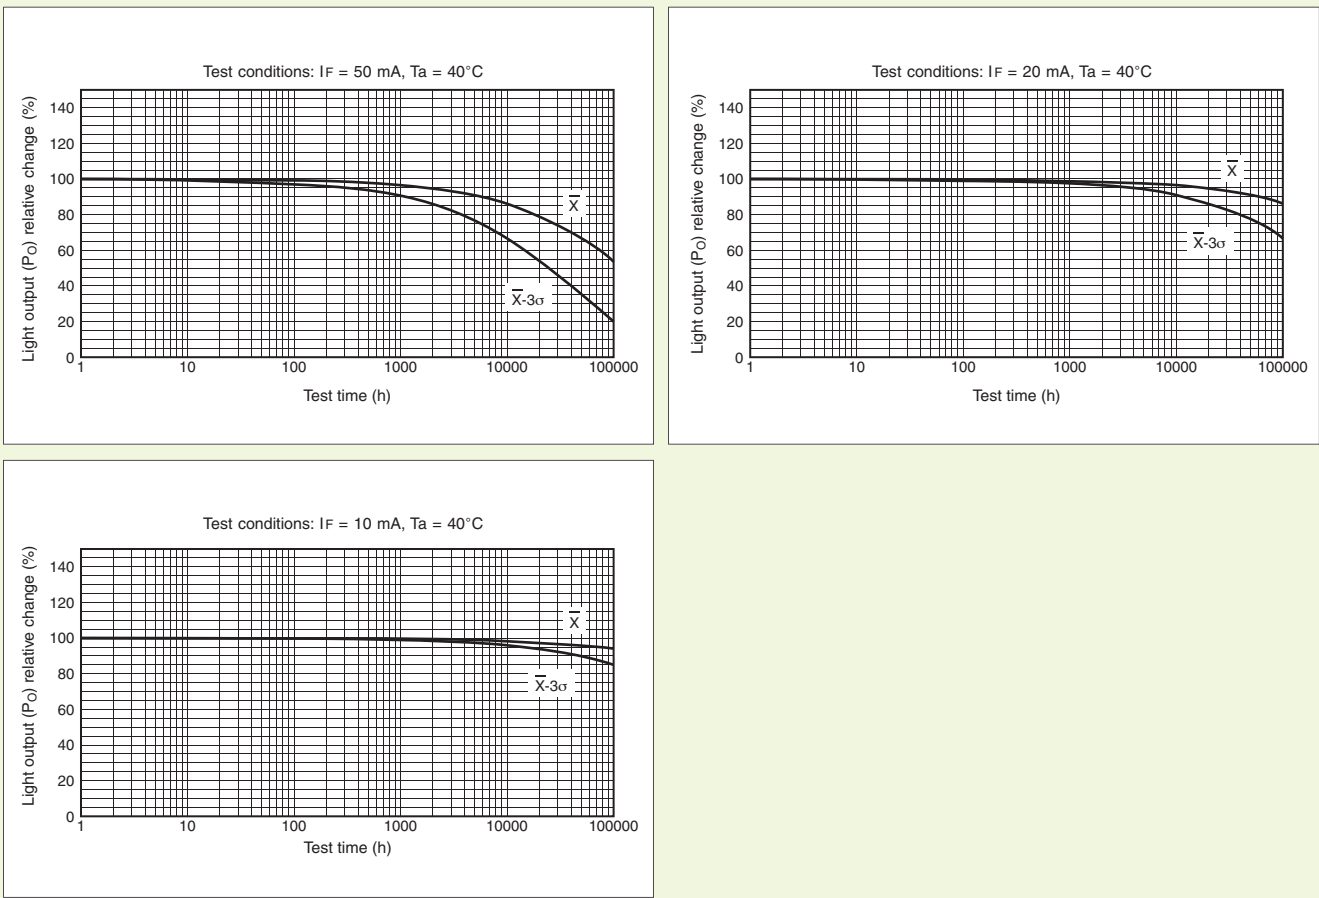 Test conditions: IF = 50 mA, Ta = 40°C
Light output (PO) relative change (%)
140
120
100
80
60
40
20
0
X̅
X̅-3σ
1 10 100 1000 10000 100000
Test time (h)
Test conditions: IF = 20 mA, Ta = 40°C
Light output (PO) relative change (%)
140
120
100
80
60
40
20
0
X̅
X̅-3σ
1 10 100 1000 10000 100000
Test time (h)
Test conditions: IF = 10 mA, Ta = 40°C
Light output (PO) relative change (%)
140
120
100
80
60
40
20
0
X̅
X̅-3σ
1 10 100 1000 10000 100000
Test time (h)